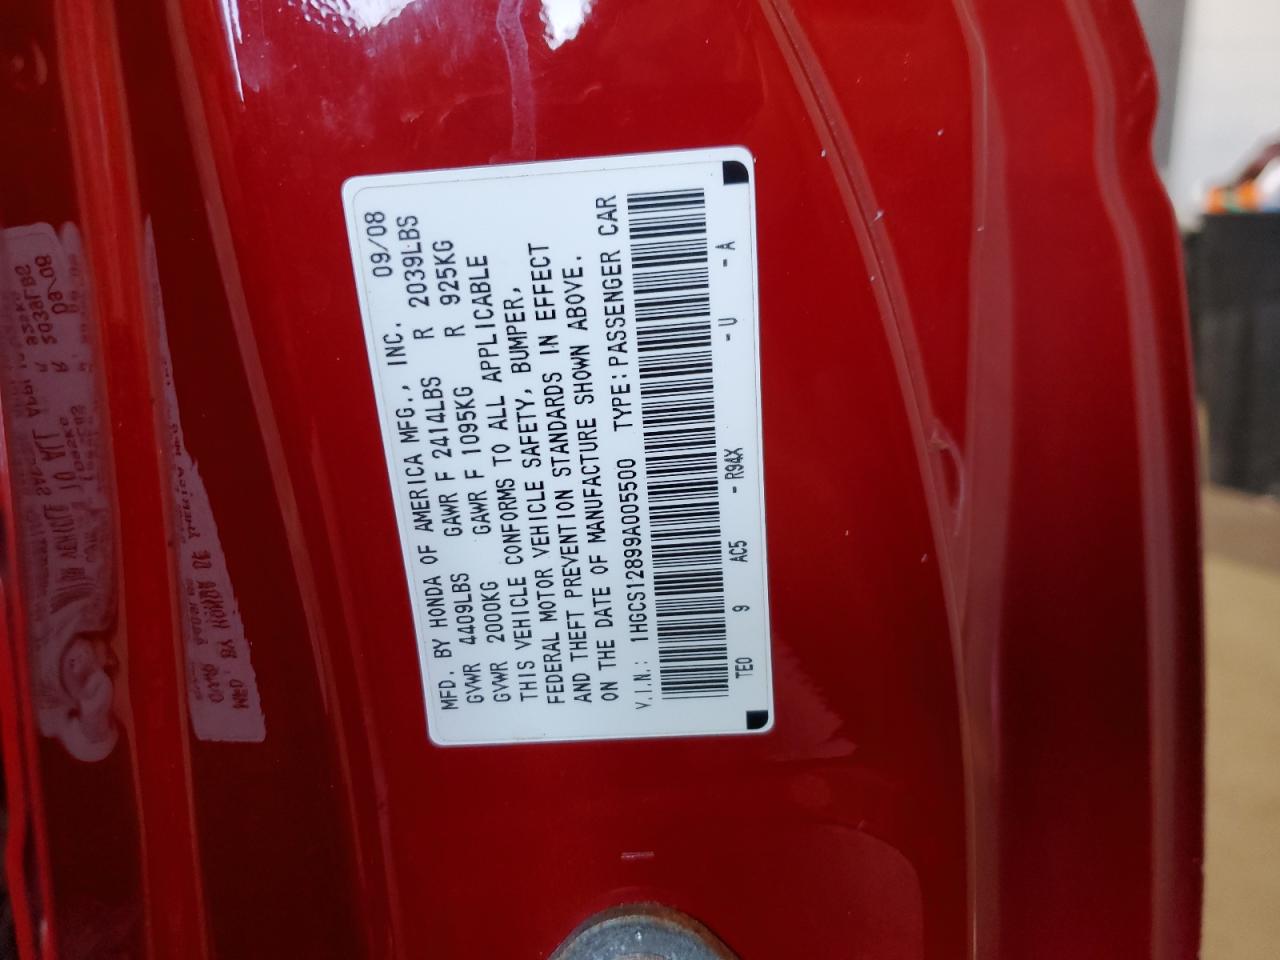 MFD. BY HONDA OF AMERICA MFG., INC. 09/08
GVWR 4409LBS GAWR F 2414LBS R 2039LBS
GVWR 2000KG GAWR F 1095KG R 925KG
THIS VEHICLE CONFORMS TO ALL APPLICABLE
FEDERAL MOTOR VEHICLE SAFETY, BUMPER,
AND THEFT PREVENTION STANDARDS IN EFFECT
ON THE DATE OF MANUFACTURE SHOWN ABOVE.
V.I.N.: 1HGCS12899A005500 TYPE: PASSENGER CAR
TE0 9 AC5 - R94X - U - A